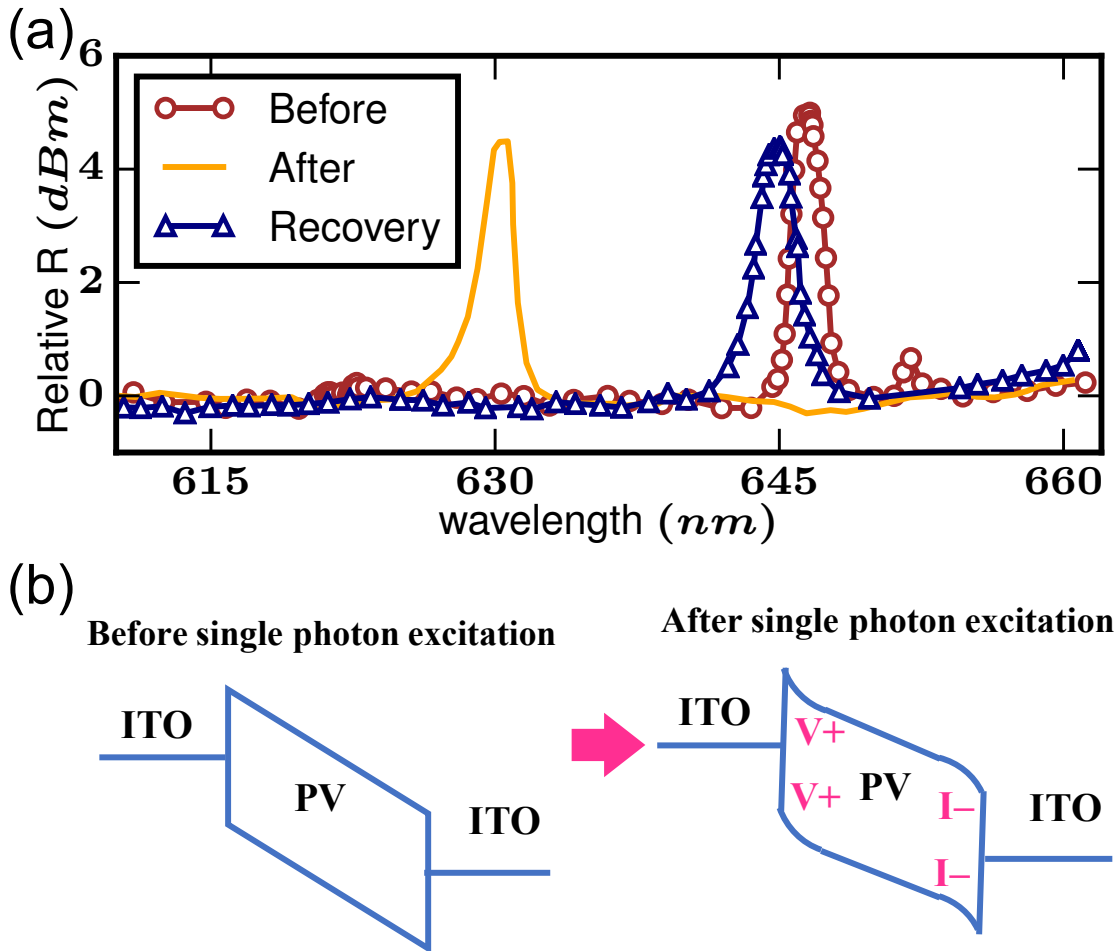 (a)
6
4
2
0
Relative R (dBm)
Before
After
Recovery
615 630 645 660
wavelength (nm)
(b)
Before single photon excitation
After single photon excitation
ITO
PV
ITO
ITO
V+
V+
PV
I−
I−
ITO